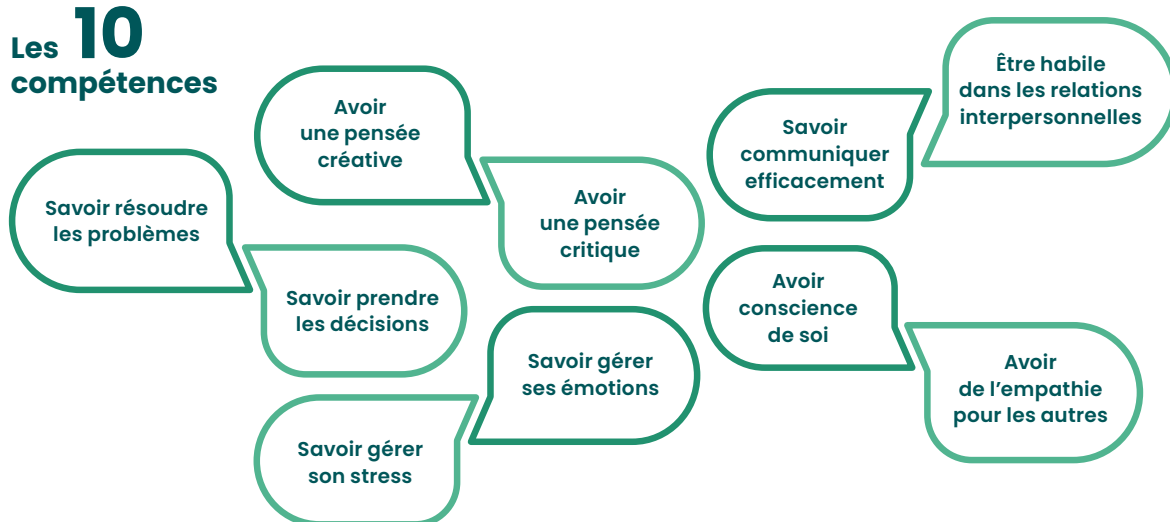 Les 10
compétences
Savoir résoudre
les problèmes
Savoir prendre
les décisions
Avoir
une pensée
créative
Avoir
une pensée
critique
Savoir
communiquer
efficacement
Être habile
dans les relations
interpersonnelles
Avoir
conscience
de soi
Avoir
de l’empathie
pour les autres
Savoir gérer
ses émotions
Savoir gérer
son stress